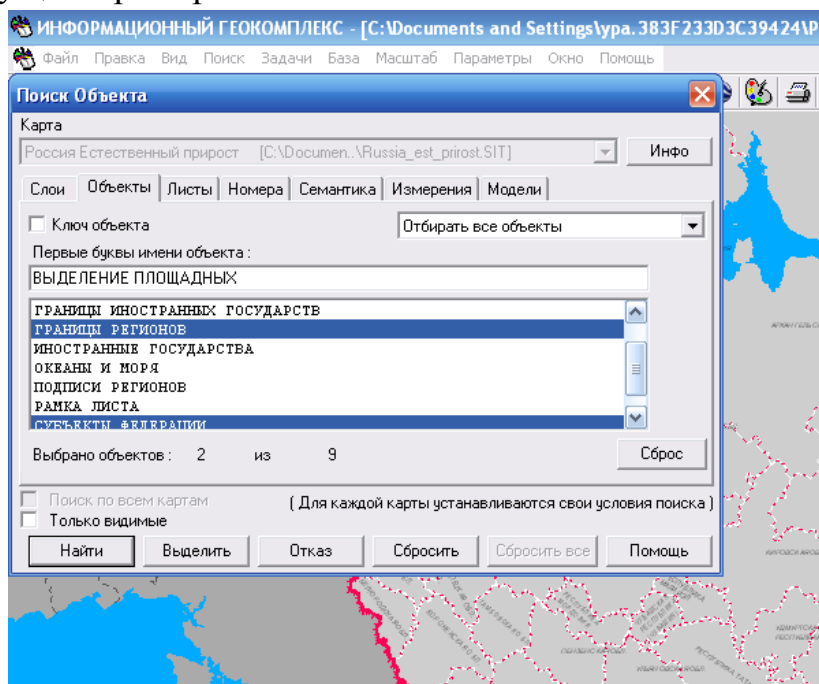 ИНФОРМАЦИОННЫЙ ГЕОКОМПЛЕКС - [C:\Documents and Settings\ypa.383F233D3C39424\P
Файл Правка Вид Поиск Задачи База Масштаб Параметры Окно Помощь
Поиск Объекта
Карта
Россия Естественный прирост [C:\Documen..\Russia_est_prirost.SIT] Инфо
Слои Объекты Листы Номера Семантика Измерения Модели
Ключ объекта Отбирать все объекты
Первые буквы имени объекта :
ВЫДЕЛЕНИЕ ПЛОЩАДНЫХ
ГРАНИЦЫ ИНОСТРАННЫХ ГОСУДАРСТВ
ГРАНИЦЫ РЕГИОНОВ
ИНОСТРАННЫЕ ГОСУДАРСТВА
ОКЕАНЫ И МОРЯ
ПОДПИСИ РЕГИОНОВ
РАМКА ЛИСТА
СУБЪЕКТЫ ФЕДЕРАЦИИ
Выбрано объектов : 2 из 9 Сброс
Поиск по всем картам ( Для каждой карты устанавливаются свои условия поиска )
Только видимые
Найти Выделить Отказ Сбросить Сбросить все Помощь